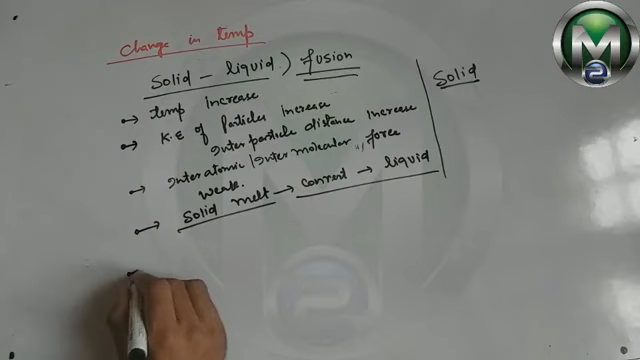 Change in temp
Solid - liquid ) fusion
temp increase
K.E of Particles increase
inter particle distance increase
inter atomic / inter molecular ,, force
weak.
Solid melt → convert → liquid
Solid
M
2